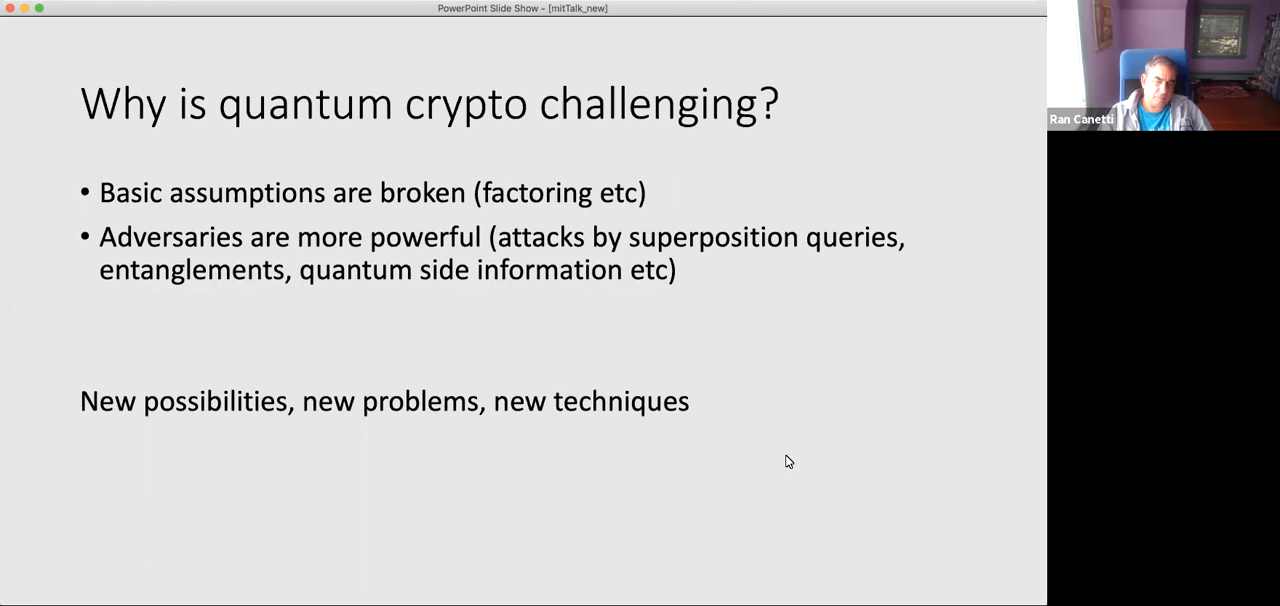 PowerPoint Slide Show - [mitTalk_new]
Why is quantum crypto challenging?
• Basic assumptions are broken (factoring etc)
• Adversaries are more powerful (attacks by superposition queries,
entanglements, quantum side information etc)
New possibilities, new problems, new techniques
Ran Canetti